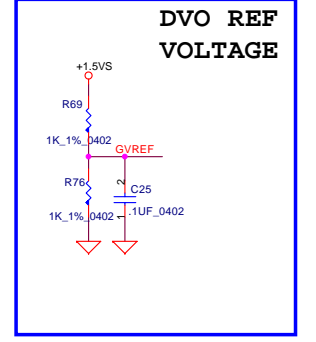 DVO REF
VOLTAGE
+1.5VS
R69
1K_1%_0402
GVREF
R76
2
C25
1K_1%_0402
1
.1UF_0402